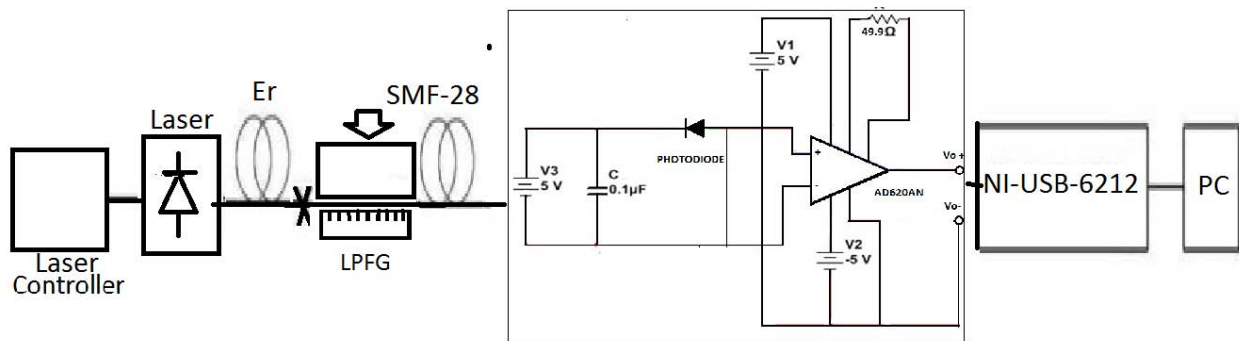 Laser
Controller
Laser
Er
LPFG
SMF-28
V3
5 V
C
0.1µF
PHOTODIODE
V1
5 V
49.9Ω
+
-
AD620AN
V2
-5 V
Vo +
Vo-
NI-USB-6212
PC